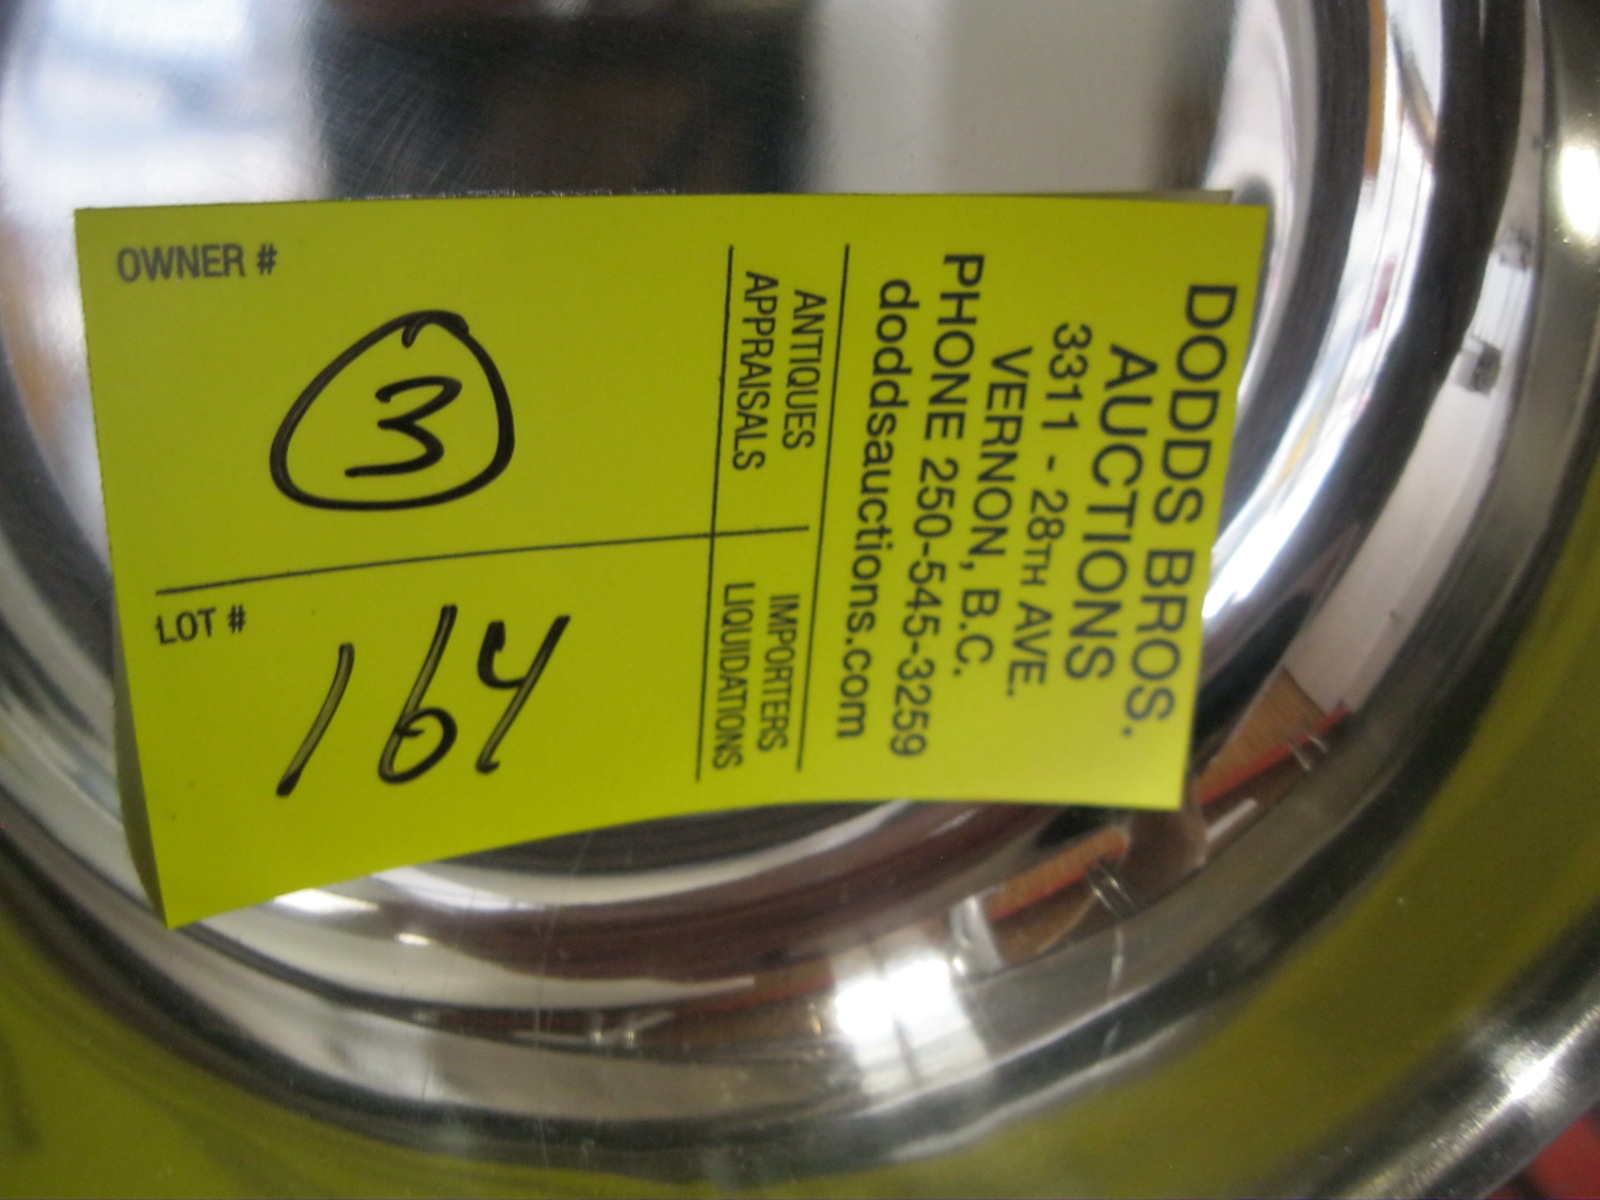 DODDS BROS.
AUCTIONS
3311 - 28TH AVE.
VERNON, B.C.
PHONE 250-545-3259
doddsauctions.com
ANTIQUES
APPRAISALS
IMPORTERS
LIQUIDATIONS
OWNER #
3
LOT #
164